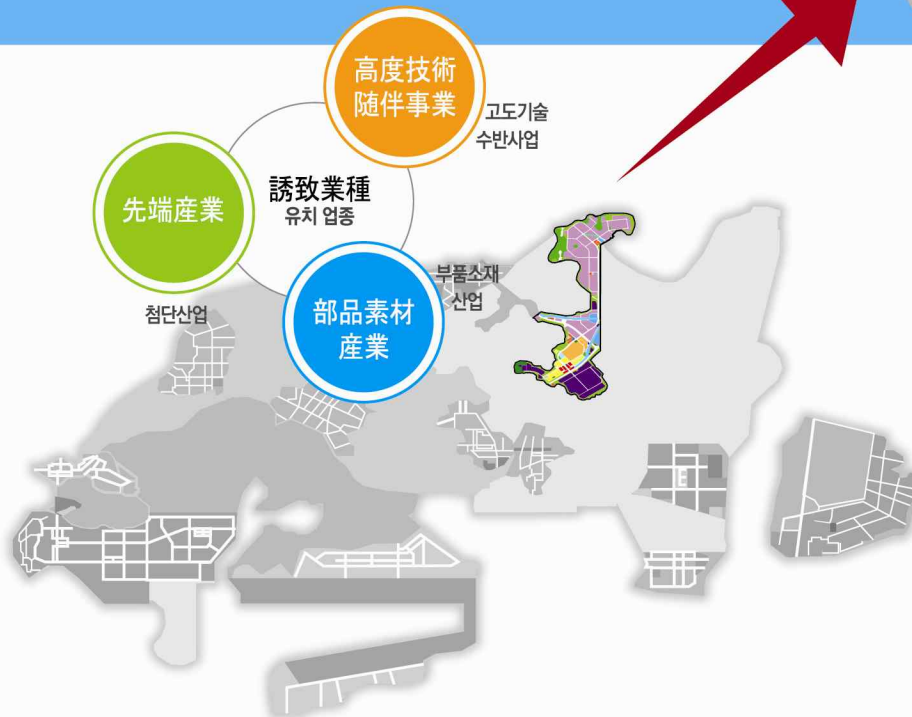 高度技術
随伴事業
고도기술
수반사업
先端産業
첨단산업
誘致業種
유치 업종
部品素材
産業
부품소재
산업